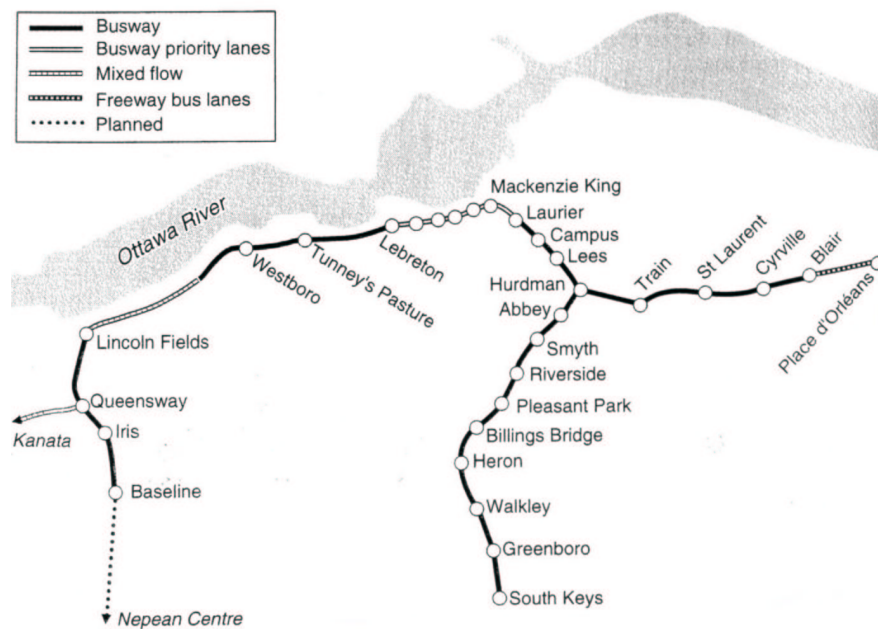 Busway
Busway priority lanes
Mixed flow
Freeway bus lanes
Planned
Ottawa River
Mackenzie King
Laurier
Campus
Lees
Lebreton
Tunney's Pasture
Westboro
Lincoln Fields
Queensway
Kanata
Iris
Baseline
Nepean Centre
Hurdman
Train
St Laurent
Cyrville
Blair
Place d'Orléans
Abbey
Smyth
Riverside
Pleasant Park
Billings Bridge
Heron
Walkley
Greenboro
South Keys